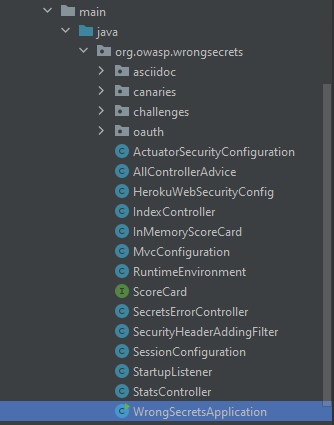 main
java
org.owasp.wrongsecrets
asciidoc
canaries
challenges
oauth
C ActuatorSecurityConfiguration
C AllControllerAdvice
C HerokuWebSecurityConfig
C IndexController
C InMemoryScoreCard
C MvcConfiguration
C RuntimeEnvironment
I ScoreCard
C SecretsErrorController
C SecurityHeaderAddingFilter
C SessionConfiguration
C StartupListener
C StatsController
C WrongSecretsApplication